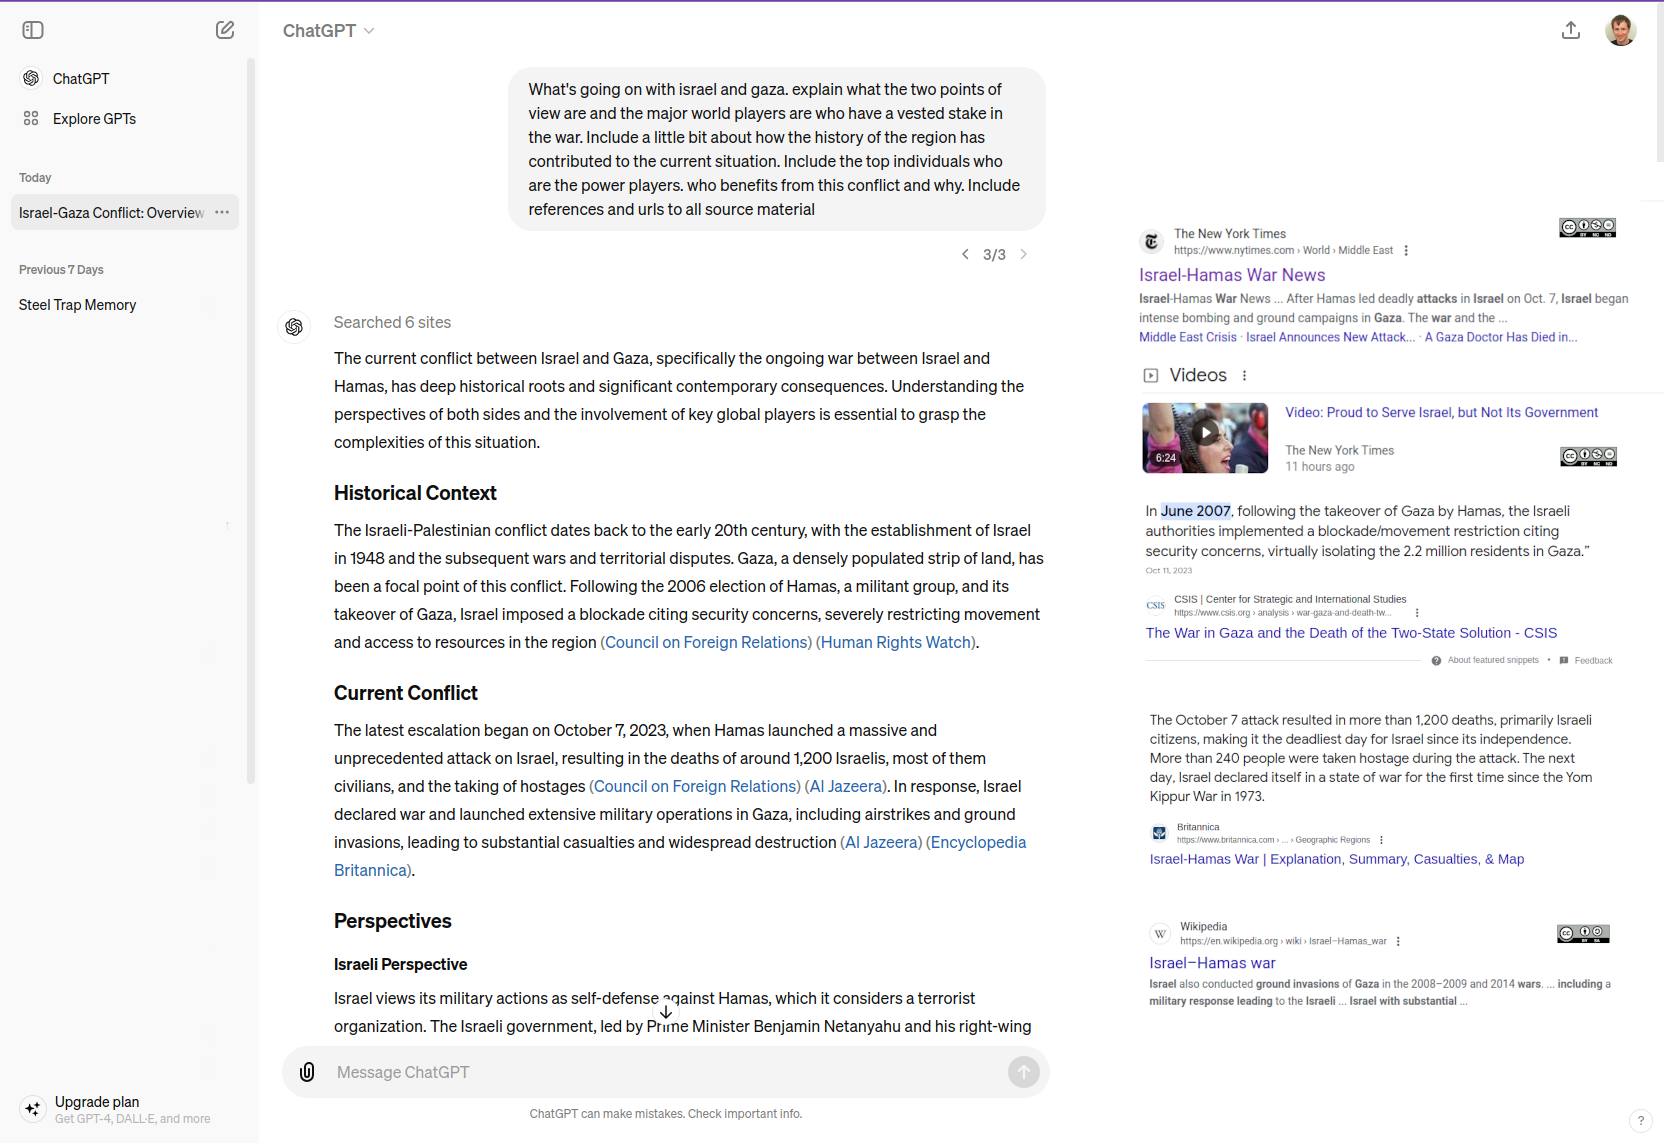 ChatGPT
Explore GPTs
Today
Israel-Gaza Conflict: Overview
Previous 7 Days
Steel Trap Memory
Upgrade plan
Get GPT-4, DALL·E, and more
ChatGPT
What's going on with israel and gaza. explain what the two points of
view are and the major world players are who have a vested stake in
the war. Include a little bit about how the history of the region has
contributed to the current situation. Include the top individuals who
are the power players. who benefits from this conflict and why. Include
references and urls to all source material
3/3
Searched 6 sites
The current conflict between Israel and Gaza, specifically the ongoing war between Israel and
Hamas, has deep historical roots and significant contemporary consequences. Understanding the
perspectives of both sides and the involvement of key global players is essential to grasp the
complexities of this situation.
Historical Context
The Israeli-Palestinian conflict dates back to the early 20th century, with the establishment of Israel
in 1948 and the subsequent wars and territorial disputes. Gaza, a densely populated strip of land, has
been a focal point of this conflict. Following the 2006 election of Hamas, a militant group, and its
takeover of Gaza, Israel imposed a blockade citing security concerns, severely restricting movement
and access to resources in the region (Council on Foreign Relations) (Human Rights Watch).
Current Conflict
The latest escalation began on October 7, 2023, when Hamas launched a massive and
unprecedented attack on Israel, resulting in the deaths of around 1,200 Israelis, most of them
civilians, and the taking of hostages (Council on Foreign Relations) (Al Jazeera). In response, Israel
declared war and launched extensive military operations in Gaza, including airstrikes and ground
invasions, leading to substantial casualties and widespread destruction (Al Jazeera) (Encyclopedia
Britannica).
Perspectives
Israeli Perspective
Israel views its military actions as self-defense against Hamas, which it considers a terrorist
organization. The Israeli government, led by Prime Minister Benjamin Netanyahu and his right-wing
Message ChatGPT
ChatGPT can make mistakes. Check important info.
The New York Times
https://www.nytimes.com › World › Middle East
Israel-Hamas War News
Israel-Hamas War News ... After Hamas led deadly attacks in Israel on Oct. 7, Israel began
intense bombing and ground campaigns in Gaza. The war and the ...
Middle East Crisis · Israel Announces New Attack... · A Gaza Doctor Has Died in...
CC BY NC ND
Videos
6:24
Video: Proud to Serve Israel, but Not Its Government
The New York Times
11 hours ago
CC BY NC ND
In June 2007, following the takeover of Gaza by Hamas, the Israeli
authorities implemented a blockade/movement restriction citing
security concerns, virtually isolating the 2.2 million residents in Gaza.”
Oct 11, 2023
CSIS
CSIS | Center for Strategic and International Studies
https://www.csis.org › analysis › war-gaza-and-death-tw...
The War in Gaza and the Death of the Two-State Solution - CSIS
About featured snippets • Feedback
The October 7 attack resulted in more than 1,200 deaths, primarily Israeli
citizens, making it the deadliest day for Israel since its independence.
More than 240 people were taken hostage during the attack. The next
day, Israel declared itself in a state of war for the first time since the Yom
Kippur War in 1973.
Britannica
https://www.britannica.com › ... › Geographic Regions
Israel-Hamas War | Explanation, Summary, Casualties, & Map
W
Wikipedia
https://en.wikipedia.org › wiki › Israel–Hamas_war
Israel–Hamas war
Israel also conducted ground invasions of Gaza in the 2008–2009 and 2014 wars. ... including a
military response leading to the Israeli ... Israel with substantial ...
CC BY SA
?